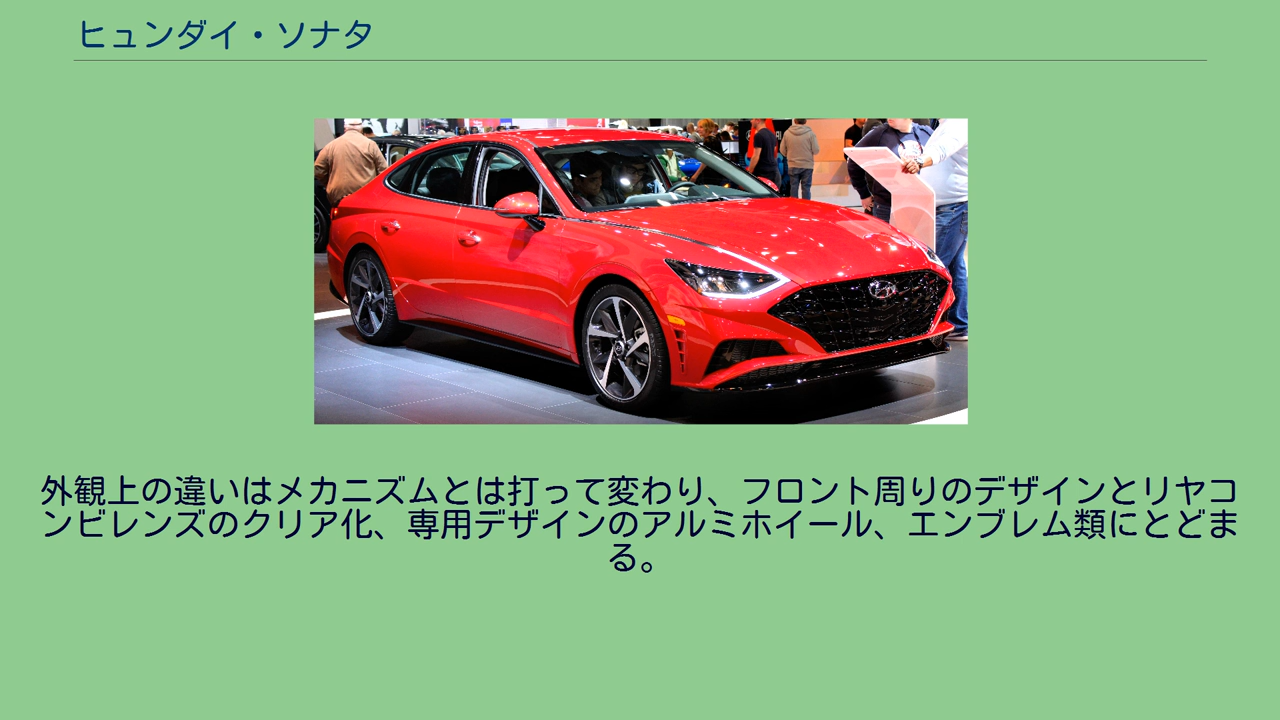 ヒュンダイ・ソナタ
外観上の違いはメカニズムとは打って変わり、フロント周りのデザインとリヤコ
ンビレンズのクリア化、専用デザインのアルミホイール、エンブレム類にとどま
る。